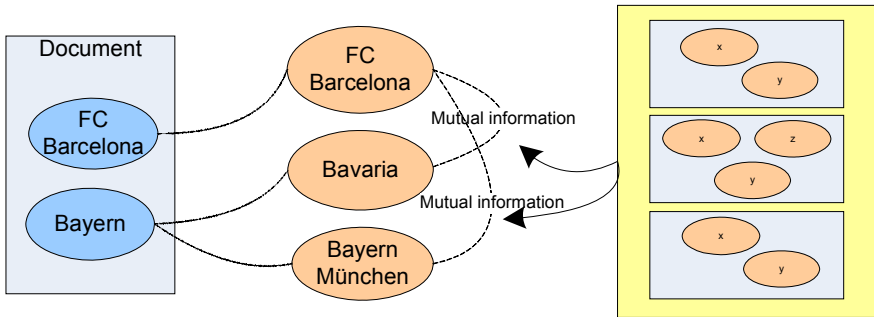 Document
FC
Barcelona
Bayern
FC
Barcelona
Bavaria
Bayern
München
Mutual information
Mutual information
x
y
x
z
y
x
y